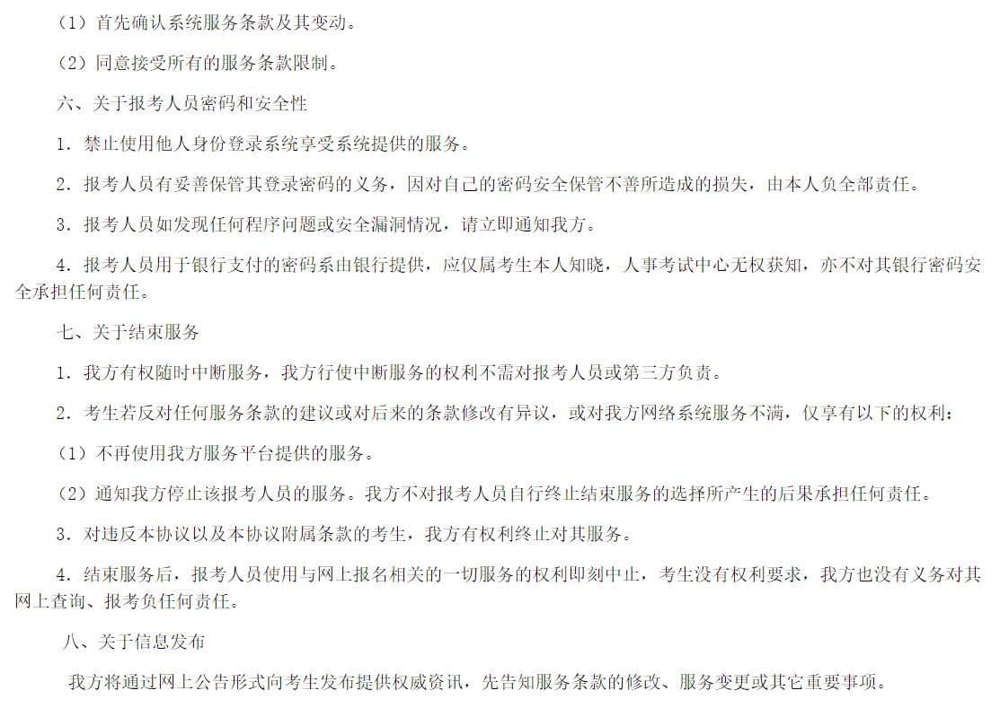 （1）首先确认系统服务条款及其变动。
（2）同意接受所有的服务条款限制。
六、关于报考人员密码和安全性
1．禁止使用他人身份登录系统享受系统提供的服务。
2．报考人员有妥善保管其登录密码的义务，因对自己的密码安全保管不善所造成的损失，由本人负全部责任。
3．报考人员如发现任何程序问题或安全漏洞情况，请立即通知我方。
4．报考人员用于银行支付的密码系由银行提供，应仅属考生本人知晓，人事考试中心无权获知，亦不对其银行密码安
全承担任何责任。
七、关于结束服务
1．我方有权随时中断服务，我方行使中断服务的权利不需对报考人员或第三方负责。
2．考生若反对任何服务条款的建议或对后来的条款修改有异议，或对我方网络系统服务不满，仅享有以下的权利：
（1）不再使用我方服务平台提供的服务。
（2）通知我方停止该报考人员的服务。我方不对报考人员自行终止结束服务的选择所产生的后果承担任何责任。
3．对违反本协议以及本协议附属条款的考生，我方有权利终止对其服务。
4．结束服务后，报考人员使用与网上报名相关的一切服务的权利即刻中止，考生没有权利要求，我方也没有义务对其
网上查询、报考负任何责任。
八、关于信息发布
我方将通过网上公告形式向考生发布提供权威资讯，先告知服务条款的修改、服务变更或其它重要事项。